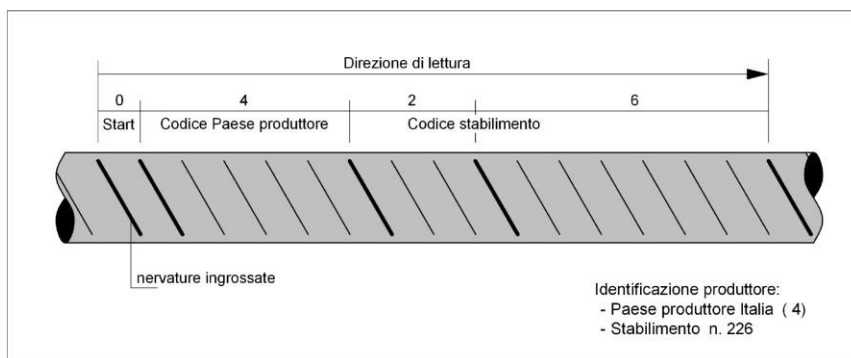 Direzione di lettura
0 4 2 6
Start Codice Paese produttore Codice stabilimento
nervature ingrossate
Identificazione produttore:
- Paese produttore Italia ( 4)
- Stabilimento n. 226